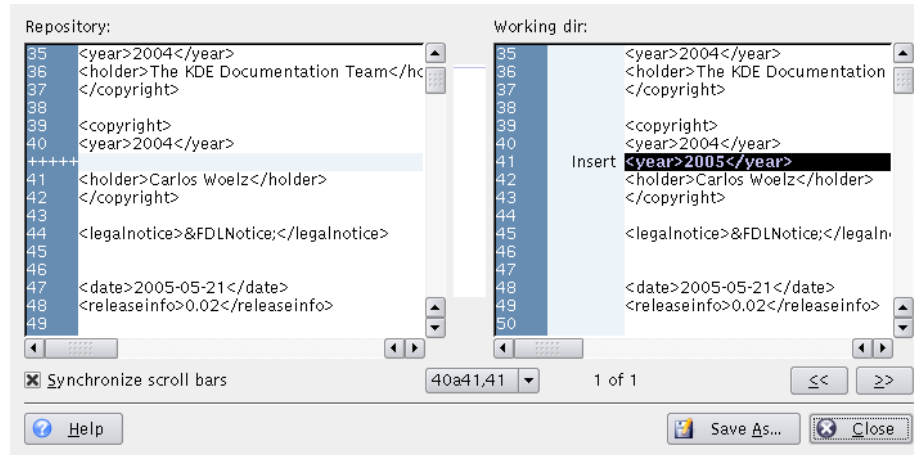 Repository:
35 <year>2004</year>
36 <holder>The KDE Documentation Team</hc
37 </copyright>
38
39 <copyright>
40 <year>2004</year>
+++++
41 <holder>Carlos Woelz</holder>
42 </copyright>
43
44 <legalnotice>&FDLNotice;</legalnotice>
45
46
47 <date>2005-05-21</date>
48 <releaseinfo>0.02</releaseinfo>
49
Working dir:
35 <year>2004</year>
36 <holder>The KDE Documentation
37 </copyright>
38
39 <copyright>
40 <year>2004</year>
41 Insert <year>2005</year>
42 <holder>Carlos Woelz</holder>
43 </copyright>
44
45 <legalnotice>&FDLNotice;</legaln
46
47
48 <date>2005-05-21</date>
49 <releaseinfo>0.02</releaseinfo>
50
Synchronize scroll bars
40a41,41
1 of 1
<<
>>
Help
Save As...
Close